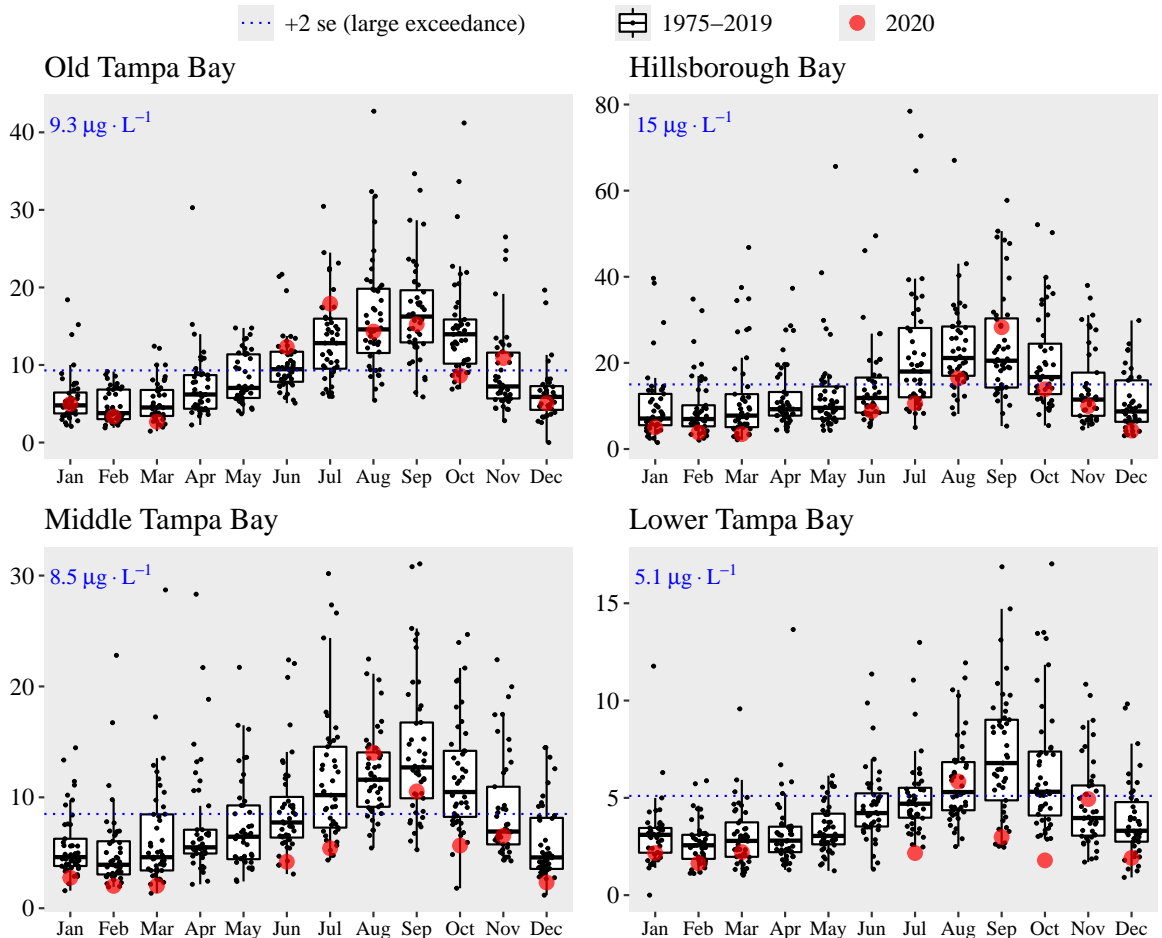 +2 se (large exceedance) 1975–2019 2020
Old Tampa Bay
9.3 μg · L⁻¹
40
30
20
10
0
Jan Feb Mar Apr May Jun Jul Aug Sep Oct Nov Dec
Hillsborough Bay
15 μg · L⁻¹
80
60
40
20
0
Jan Feb Mar Apr May Jun Jul Aug Sep Oct Nov Dec
Middle Tampa Bay
8.5 μg · L⁻¹
30
20
10
0
Jan Feb Mar Apr May Jun Jul Aug Sep Oct Nov Dec
Lower Tampa Bay
5.1 μg · L⁻¹
15
10
5
0
Jan Feb Mar Apr May Jun Jul Aug Sep Oct Nov Dec